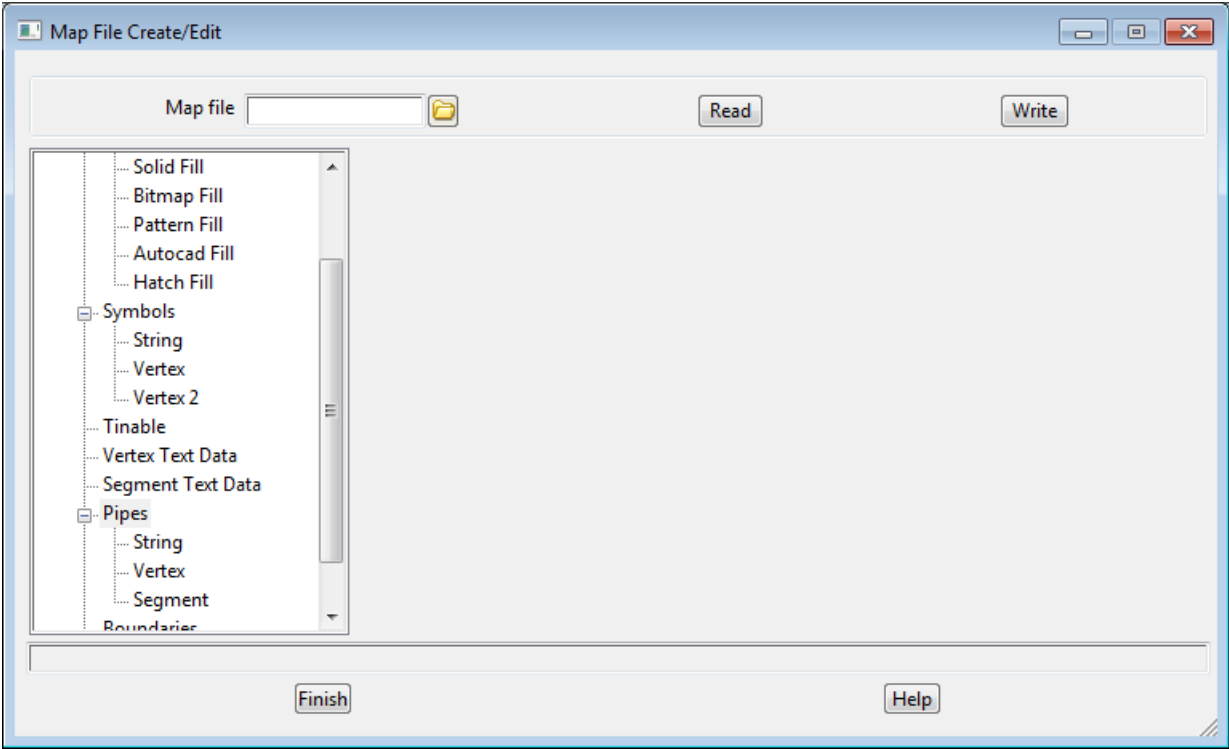 Map File Create/Edit
Map file
Read
Write
Solid Fill
Bitmap Fill
Pattern Fill
Autocad Fill
Hatch Fill
Symbols
String
Vertex
Vertex 2
Tinable
Vertex Text Data
Segment Text Data
Pipes
String
Vertex
Segment
Boundaries
Finish
Help